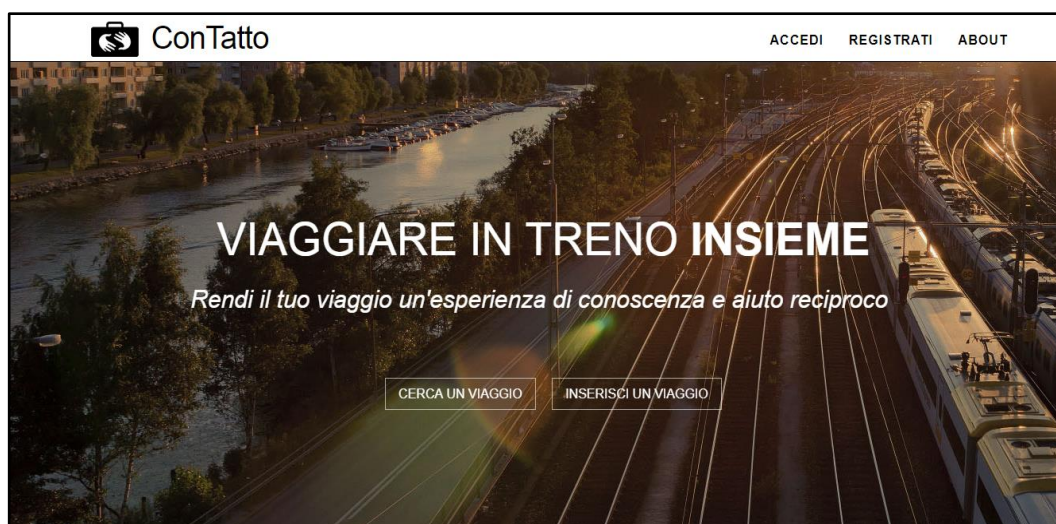 ConTatto
ACCEDI REGISTRATI ABOUT
VIAGGIARE IN TRENO INSIEME
Rendi il tuo viaggio un'esperienza di conoscenza e aiuto reciproco
CERCA UN VIAGGIO INSERISCI UN VIAGGIO